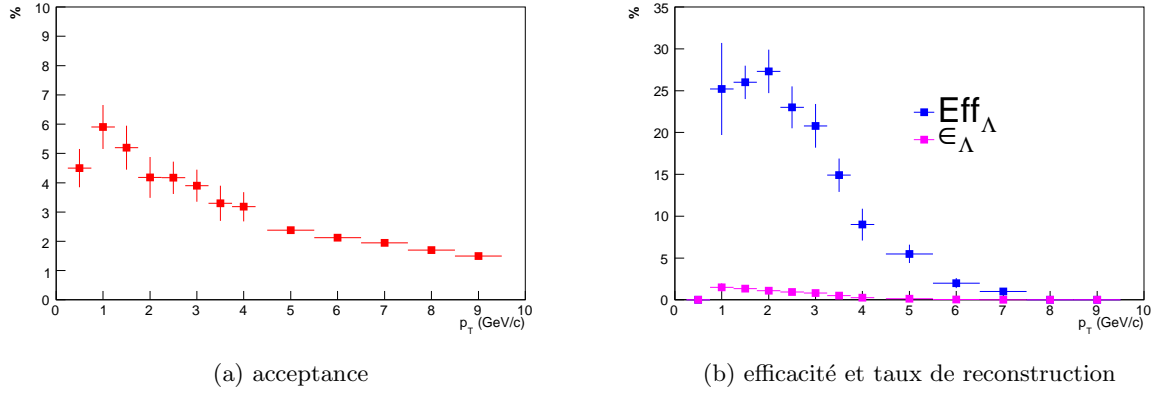 %
10
9
8
7
6
5
4
3
2
1
0
0 1 2 3 4 5 6 7 8 9 10
p_T (GeV/c)
(a) acceptance
%
35
30
25
20
15
10
5
0
1 2 3 4 5 6 7 8 9 10
p_T (GeV/c)
Eff_Λ
∈_Λ
(b) efficacité et taux de reconstruction